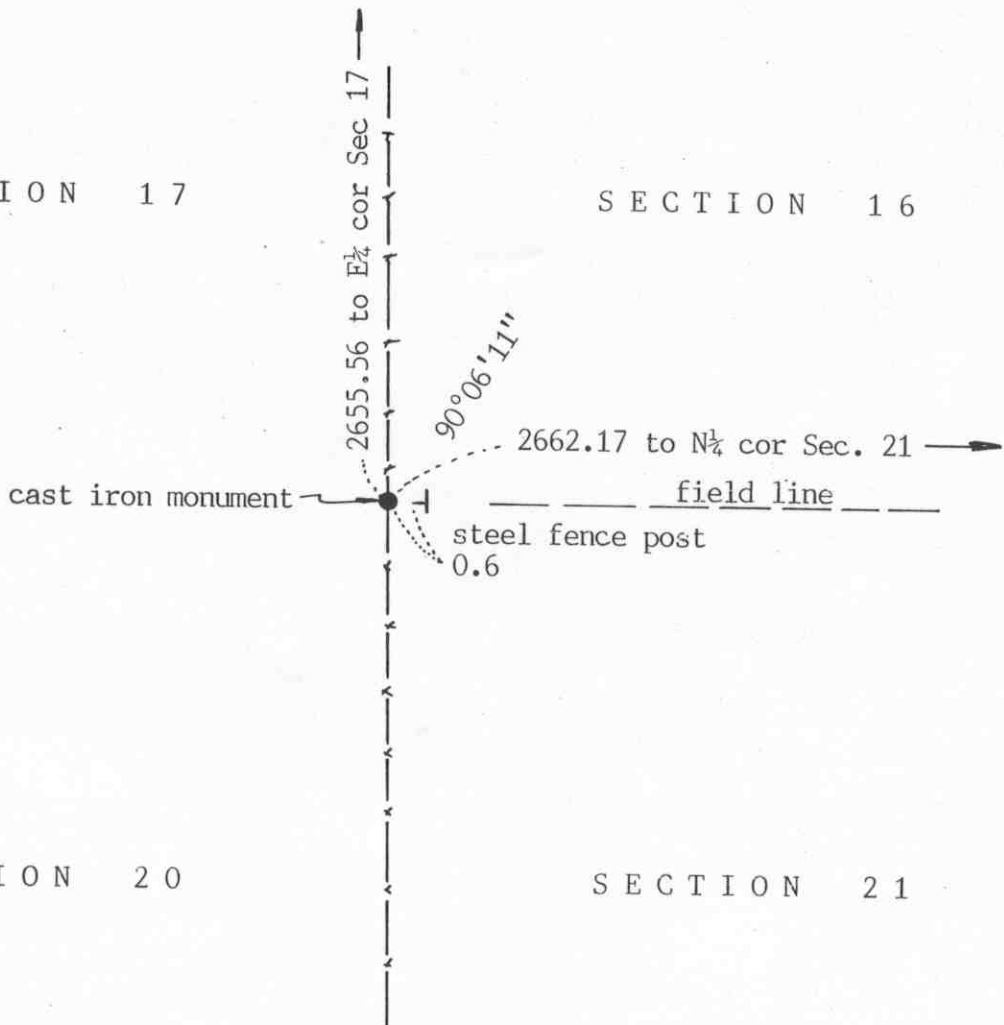 ION 17
SECTION 16
2655.56 to E¼ cor Sec 17
90°06'11"
2662.17 to N¼ cor Sec. 21
cast iron monument
field line
steel fence post
0.6
ION 20
SECTION 21